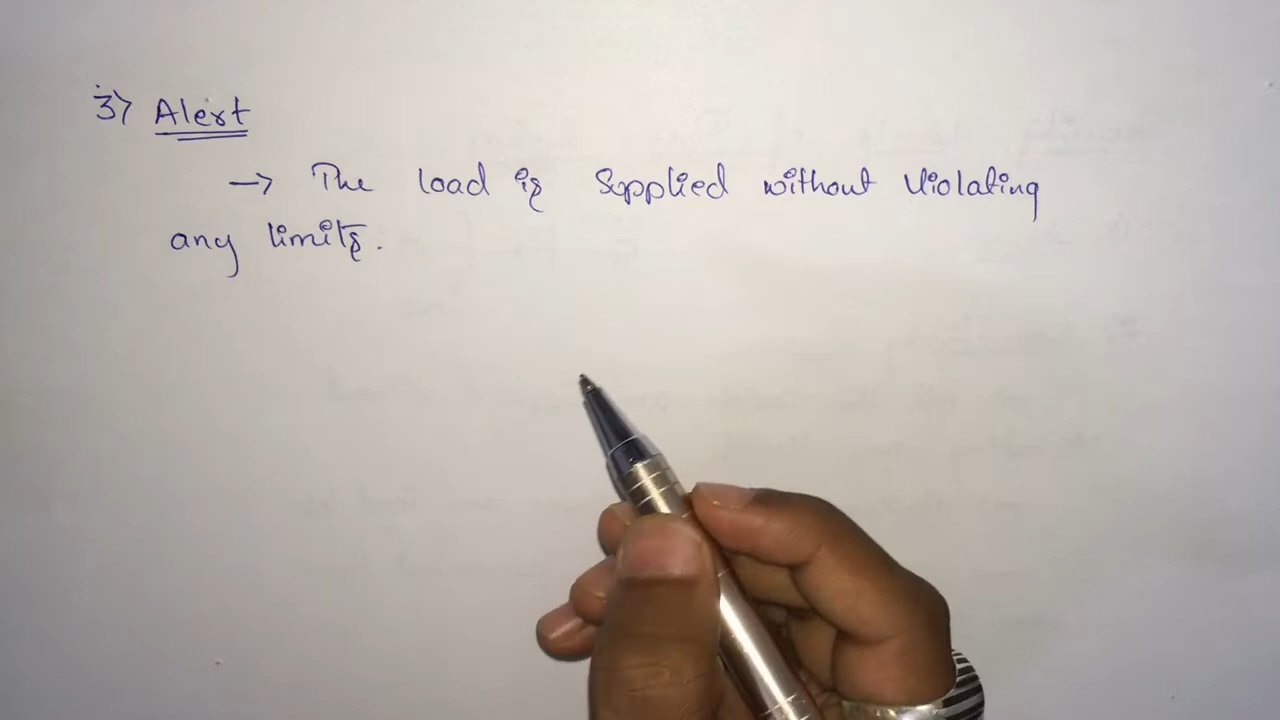 3) Alert
→ The load is supplied without violating
any limits.